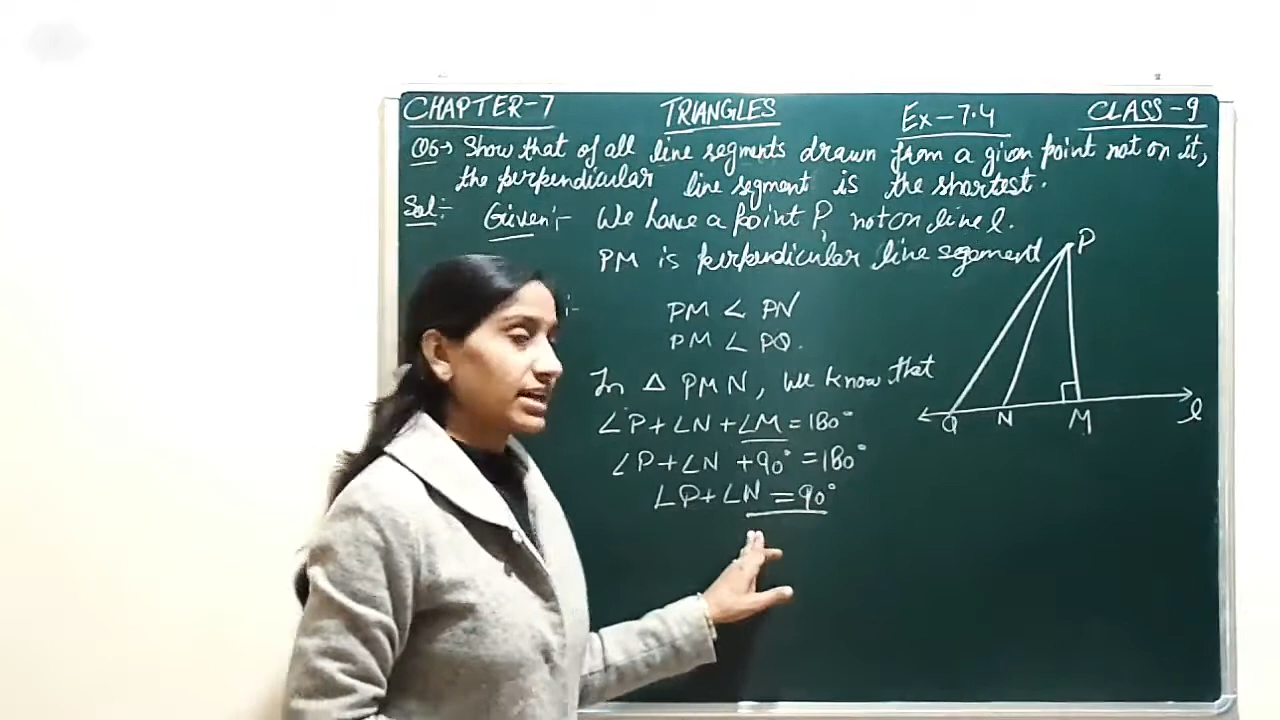 CHAPTER-7 TRIANGLES Ex-7.4 CLASS-9
Q6→ Show that of all line segments drawn from a given point not on it,
the perpendicular line segment is the shortest.
Sol:- Given:- We have a point P, not on line l.
PM is perpendicular line segment
:- PM < PN
PM < PQ.
In △ PMN, we know that
∠P+∠N+∠M=180°
∠P+∠N +90°=180°
∠P+∠N=90°
P
Q N M l